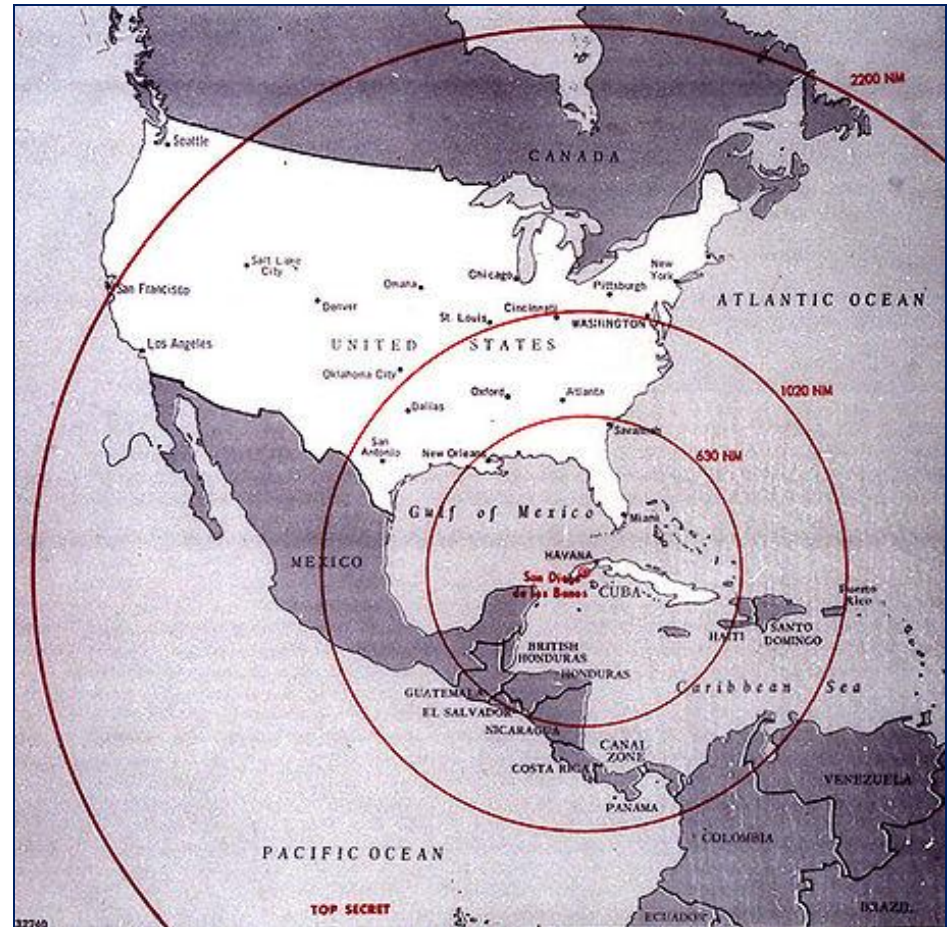 2200 NM
Seattle
CANADA
Salt Lake
City
Chicago
New
York
San Francisco
Omaha
Pittsburgh
ATLANTIC OCEAN
Denver
Cincinnati
St. Louis
WASHINGTON
Los Angeles
UNITED STATES
Oklahoma City
1020 NM
Oxford
Atlanta
Dallas
Savannah
San
Antonio
New Orleans
630 NM
Gulf of Mexico
Miami
HAVANA
MEXICO
San Diego
de los Banos
CUBA
Puerto
Rico
HAITI
SANTO
DOMINGO
BRITISH
HONDURAS
HONDURAS
GUATEMALA
Caribbean Sea
EL SALVADOR
NICARAGUA
CANAL
ZONE
COSTA RICA
VENEZUELA
PANAMA
COLOMBIA
PACIFIC OCEAN
TOP SECRET
BRAZIL
ECUADOR